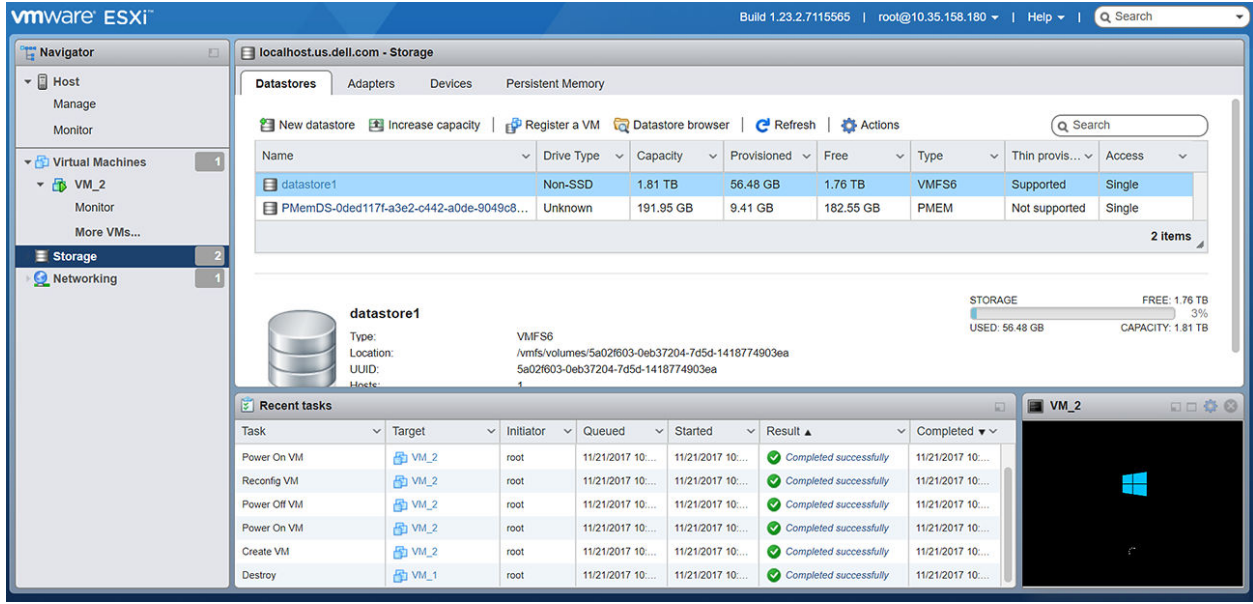 vmware ESXi™
Build 1.23.2.7115565 | root@10.35.158.180 | Help | Search
Navigator
Host
Manage
Monitor
Virtual Machines 1
VM_2
Monitor
More VMs...
Storage 2
Networking 1
localhost.us.dell.com - Storage
Datastores Adapters Devices Persistent Memory
New datastore Increase capacity | Register a VM Datastore browser | Refresh | Actions Search
Name Drive Type Capacity Provisioned Free Type Thin provis... Access
datastore1 Non-SSD 1.81 TB 56.48 GB 1.76 TB VMFS6 Supported Single
PMemDS-0ded117f-a3e2-c442-a0de-9049c8... Unknown 191.95 GB 9.41 GB 182.55 GB PMEM Not supported Single
2 items
datastore1
Type: VMFS6
Location: /vmfs/volumes/5a02f603-0eb37204-7d5d-1418774903ea
UUID: 5a02f603-0eb37204-7d5d-1418774903ea
Hosts: 1
STORAGE FREE: 1.76 TB
3%
USED: 56.48 GB CAPACITY: 1.81 TB
Recent tasks
Task Target Initiator Queued Started Result Completed
Power On VM VM_2 root 11/21/2017 10:... 11/21/2017 10:... Completed successfully 11/21/2017 10:...
Reconfig VM VM_2 root 11/21/2017 10:... 11/21/2017 10:... Completed successfully 11/21/2017 10:...
Power Off VM VM_2 root 11/21/2017 10:... 11/21/2017 10:... Completed successfully 11/21/2017 10:...
Power On VM VM_2 root 11/21/2017 10:... 11/21/2017 10:... Completed successfully 11/21/2017 10:...
Create VM VM_2 root 11/21/2017 10:... 11/21/2017 10:... Completed successfully 11/21/2017 10:...
Destroy VM_1 root 11/21/2017 10:... 11/21/2017 10:... Completed successfully 11/21/2017 10:...
VM_2